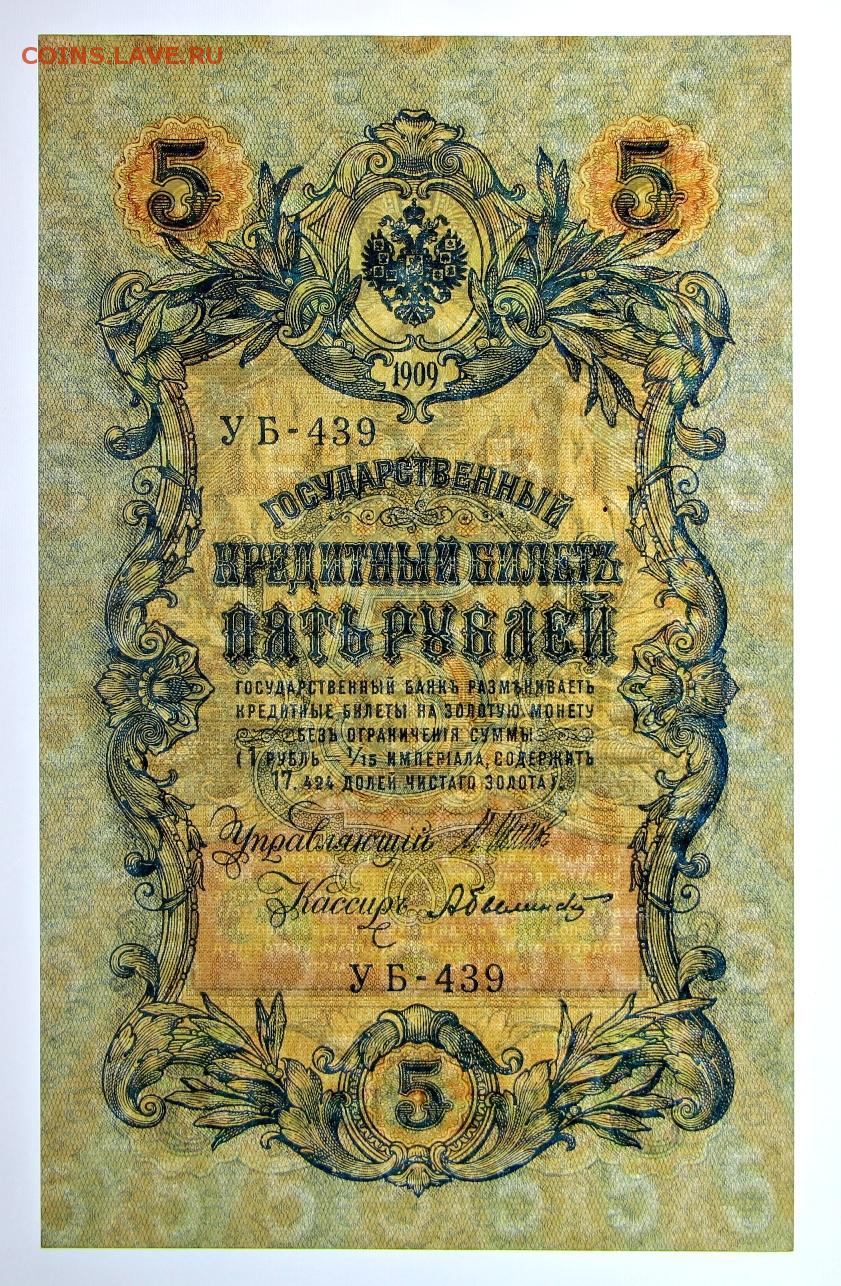 COINS.LAVE.RU
5 5
1909
УБ-439
ГОСУДАРСТВЕННЫЙ
КРЕДИТНЫЙ БИЛЕТЪ
ПЯТЬ РУБЛЕЙ
ГОСУДАРСТВЕННЫЙ БАНКЪ РАЗМѢНИВАЕТЪ
КРЕДИТНЫЕ БИЛЕТЫ НА ЗОЛОТУЮ МОНЕТУ
БЕЗЪ ОГРАНИЧЕНІЯ СУММЫ
(1 РУБЛЬ = 1/15 ИМПЕРІАЛА, СОДЕРЖИТЪ
17,424 ДОЛЕЙ ЧИСТАГО ЗОЛОТА).
Управляющій
Кассиръ
УБ-439
5